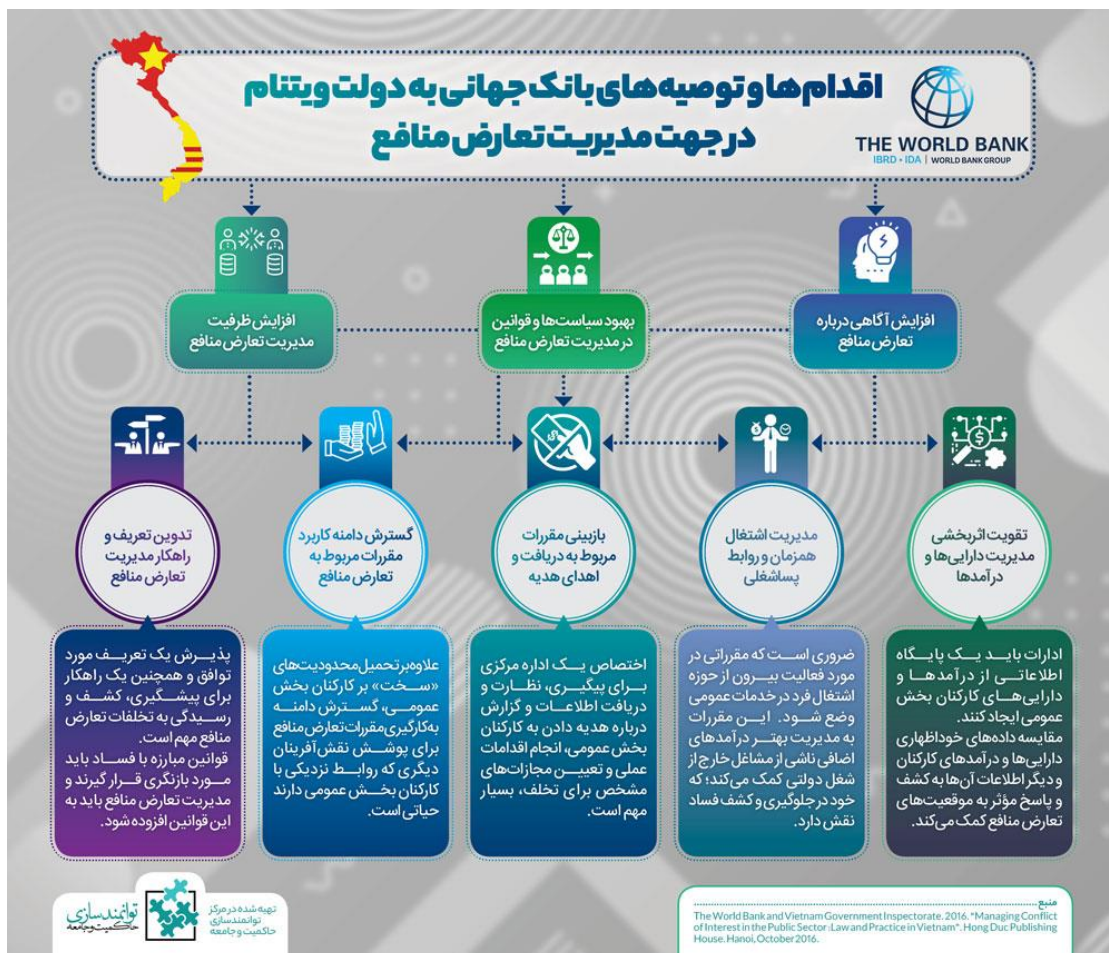 اقدام‌ها و توصیه‌های بانک جهانی به دولت ویتنام
در جهت مدیریت تعارض منافع
THE WORLD BANK
IBRD • IDA | WORLD BANK GROUP
افزایش آگاهی درباره
تعارض منافع
بهبود سیاست‌ها و قوانین
در مدیریت تعارض منافع
افزایش ظرفیت
مدیریت تعارض منافع
تقویت اثربخشی
مدیریت دارایی‌ها و
درآمدها
مدیریت اشتغال
همزمان و روابط
پساشغلی
بازبینی مقررات
مربوط به دریافت و
اهدای هدیه
گسترش دامنه کاربرد
مقررات مربوط به
تعارض منافع
تدوین تعریف و
راهکار مدیریت
تعارض منافع
ادارات باید یک پایگاه
اطلاعاتی از درآمدها و
دارایی‌های کارکنان بخش
عمومی ایجاد کنند.
مقایسه داده‌های خوداظهاری
دارایی‌ها و درآمدهای کارکنان
و دیگر اطلاعات آن‌ها به کشف
و پاسخ مؤثر به موقعیت‌های
تعارض منافع کمک می‌کند.
ضروری است که مقرراتی در
مورد فعالیت بیرون از حوزه
اشتغال فرد در خدمات عمومی
وضع شود. این مقررات
به مدیریت بهتر درآمدهای
اضافی ناشی از مشاغل خارج از
شغل دولتی کمک می‌کند؛ که
خود در جلوگیری و کشف فساد
نقش دارد.
اختصاص یک اداره مرکزی
برای پیگیری، نظارت و
دریافت اطلاعات و گزارش
درباره هدیه دادن به کارکنان
بخش عمومی، انجام اقدامات
عملی و تعیین مجازات‌های
مشخص برای تخلف، بسیار
مهم است.
علاوه بر تحمیل محدودیت‌های
«سخت» بر کارکنان بخش
عمومی، گسترش دامنه
به‌کارگیری مقررات تعارض منافع
برای پوشش نقش‌آفرینان
دیگری که روابط نزدیکی با
کارکنان بخش عمومی دارند
حیاتی است.
پذیرش یک تعریف مورد
توافق و همچنین یک راهکار
برای پیشگیری، کشف و
رسیدگی به تخلفات تعارض
منافع مهم است.
قوانین مبارزه با فساد باید
مورد بازنگری قرار گیرند و
مدیریت تعارض منافع باید به
این قوانین افزوده شود.
منبع
The World Bank and Vietnam Government Inspectorate. 2016. "Managing Conflict
of Interest in the Public Sector :Law and Practice in Vietnam". Hong Duc Publishing
House. Hanoi, October 2016.
تهیه شده در مرکز
توانمندسازی
حاکمیت و جامعه
توانمندسازی
حاکمیت و جامعه